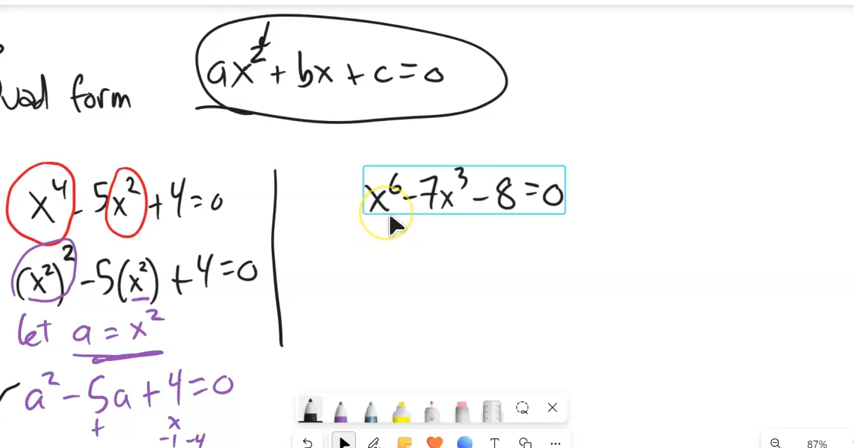 form
ax² + bx + c = 0
x⁴ - 5x² + 4 = 0
(x²)² - 5(x²) + 4 = 0
let a = x²
a² - 5a + 4 = 0
+ x
-1 -4
x⁶ - 7x³ - 8 = 0
87%